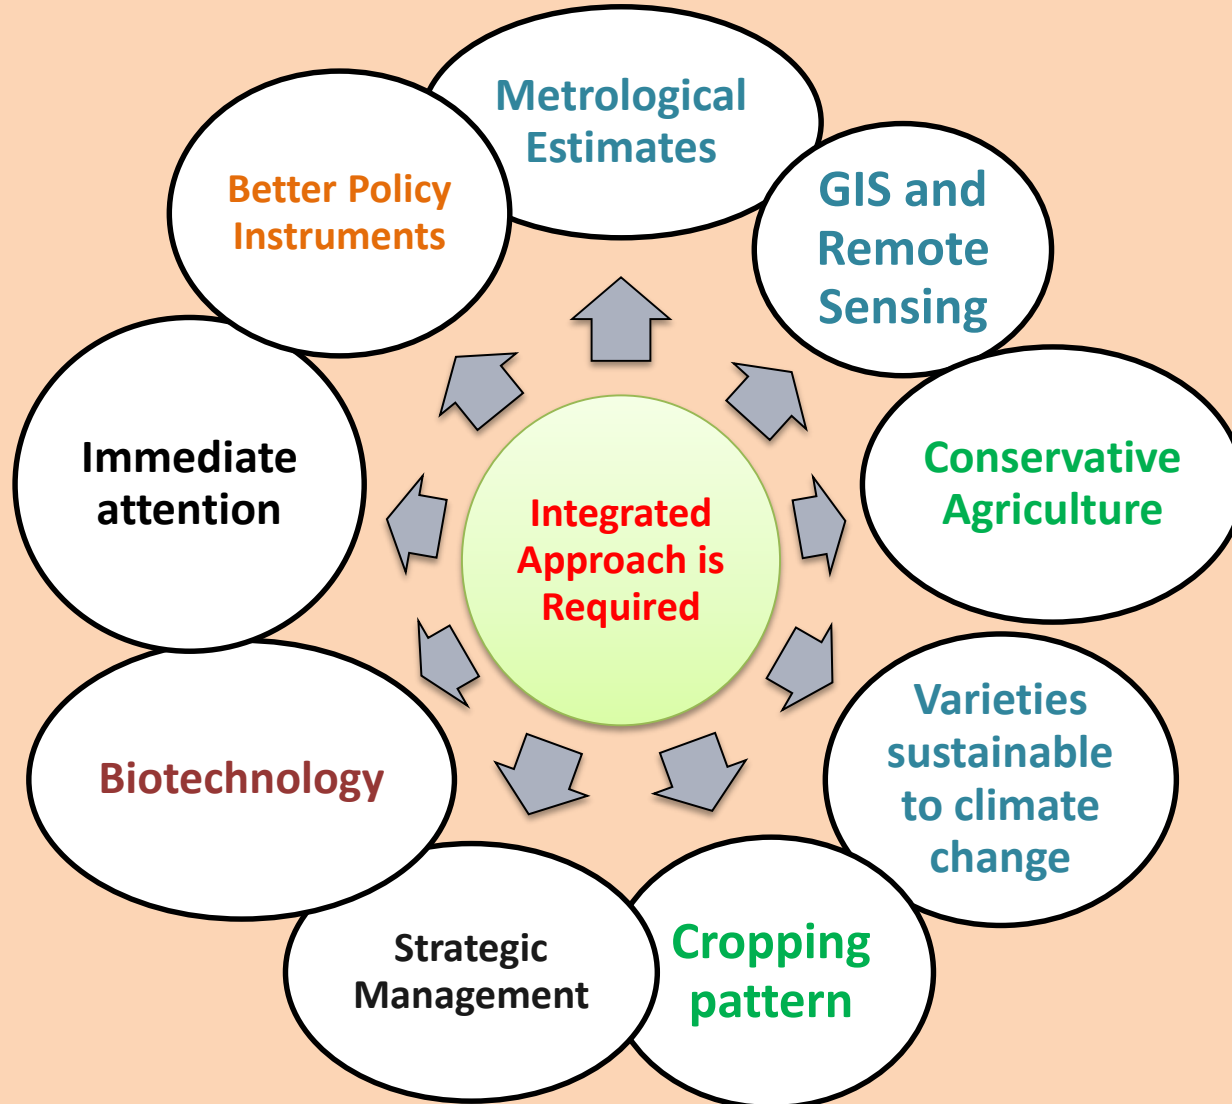 Metrological
Estimates
GIS and
Remote
Sensing
Conservative
Agriculture
Varieties
sustainable
to climate
change
Cropping
pattern
Strategic
Management
Biotechnology
Immediate
attention
Better Policy
Instruments
Integrated
Approach is
Required